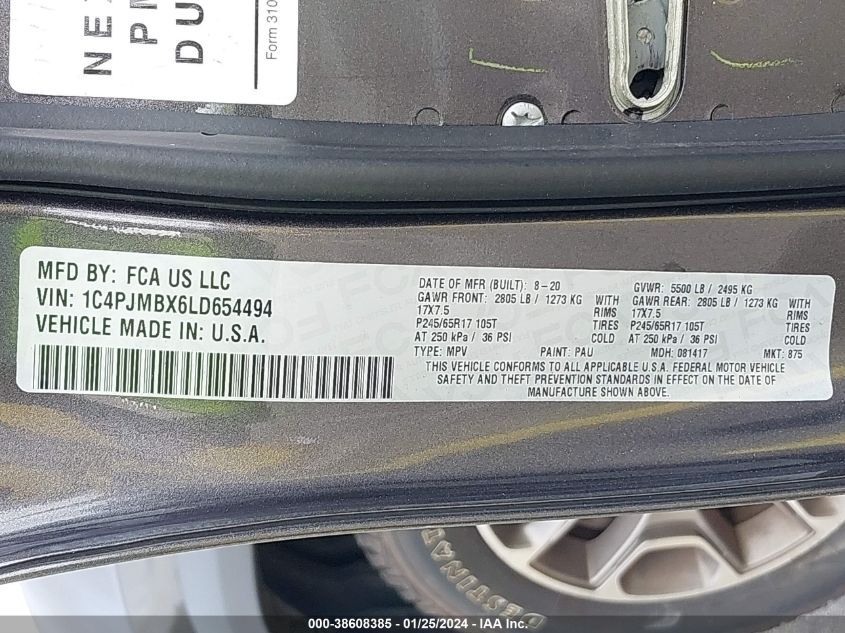 NE
PN
DU
Form 310
MFD BY: FCA US LLC
VIN: 1C4PJMBX6LD654494
VEHICLE MADE IN: U.S.A.
DATE OF MFR (BUILT): 8-20 GVWR: 5500 LB / 2495 KG
GAWR FRONT: 2805 LB / 1273 KG GAWR REAR: 2805 LB / 1273 KG
17X7.5 RIMS 17X7.5 RIMS
P245/65R17 105T TIRES P245/65R17 105T TIRES
AT 250 kPa / 36 PSI COLD AT 250 kPa / 36 PSI COLD
TYPE: MPV PAINT: PAU MDH: 081417 MKT: 875
THIS VEHICLE CONFORMS TO ALL APPLICABLE U.S.A. FEDERAL MOTOR VEHICLE
SAFETY AND THEFT PREVENTION STANDARDS IN EFFECT ON THE DATE OF
MANUFACTURE SHOWN ABOVE.
DESTINAT
000-38608385 - 01/25/2024 - IAA Inc.